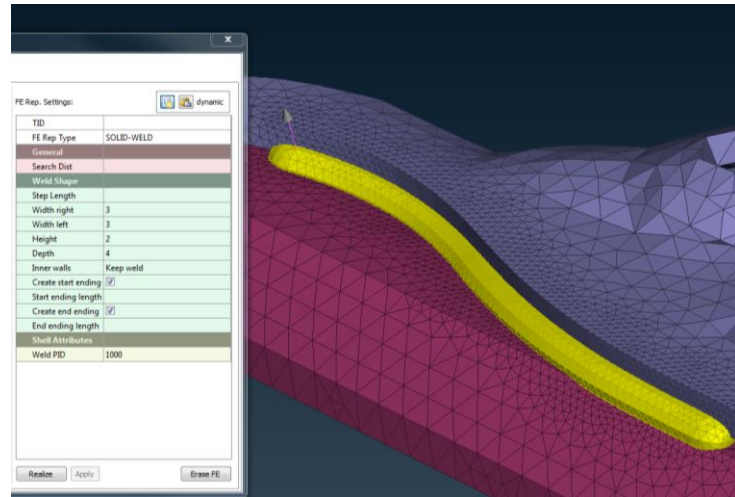 x
FE Rep. Settings:
dynamic
TID
FE Rep Type SOLID-WELD
General
Search Dist
Weld Shape
Step Length
Width right 3
Width left 3
Height 2
Depth 4
Inner walls Keep weld
Create start ending
Start ending length
Create end ending
End ending length
Shell Attributes
Weld PID 1000
Realize Apply Erase FE